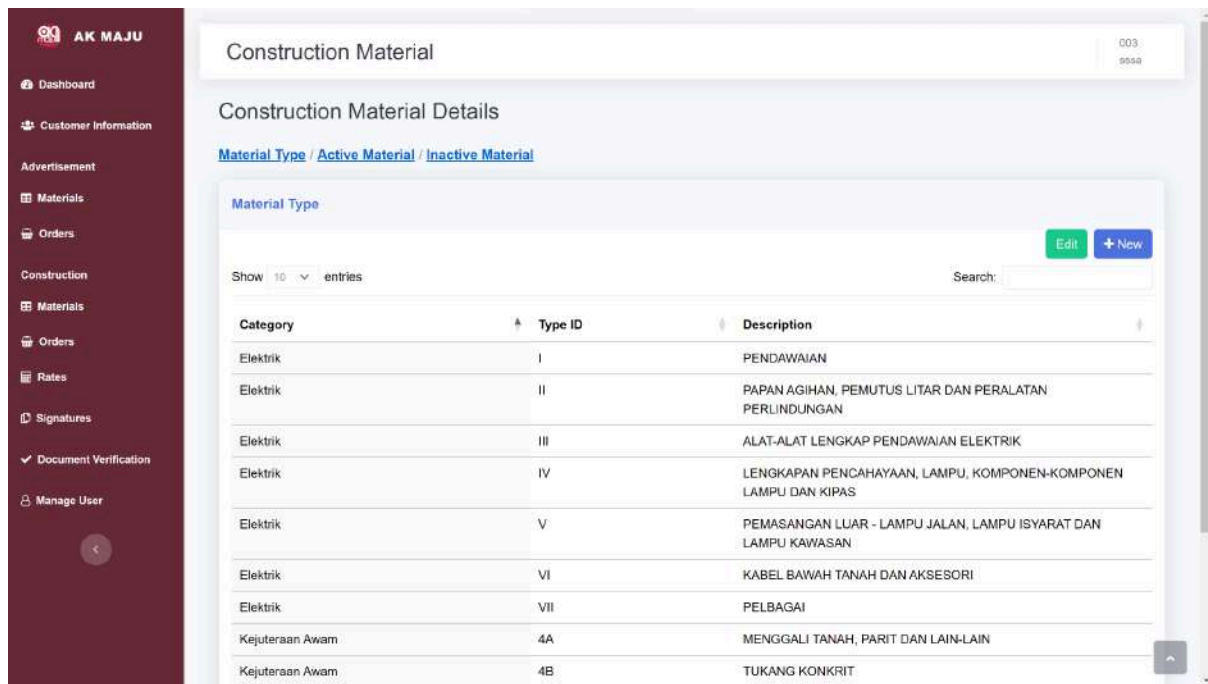 AK MAJU
Dashboard
Customer Information
Advertisement
Materials
Orders
Construction
Materials
Orders
Rates
Signatures
Document Verification
Manage User
Construction Material
003
sssa
Construction Material Details
Material Type / Active Material / Inactive Material
Material Type
Edit
+ New
Show 10 entries
Search:
Category Type ID Description
Elektrik I PENDAWAIAN
Elektrik II PAPAN AGIHAN, PEMUTUS LITAR DAN PERALATAN
PERLINDUNGAN
Elektrik III ALAT-ALAT LENGKAP PENDAWAIAN ELEKTRIK
Elektrik IV LENGKAPAN PENCAHAYAAN, LAMPU, KOMPONEN-KOMPONEN
LAMPU DAN KIPAS
Elektrik V PEMASANGAN LUAR - LAMPU JALAN, LAMPU ISYARAT DAN
LAMPU KAWASAN
Elektrik VI KABEL BAWAH TANAH DAN AKSESORI
Elektrik VII PELBAGAI
Kejuteraan Awam 4A MENGGALI TANAH, PARIT DAN LAIN-LAIN
Kejuteraan Awam 4B TUKANG KONKRIT